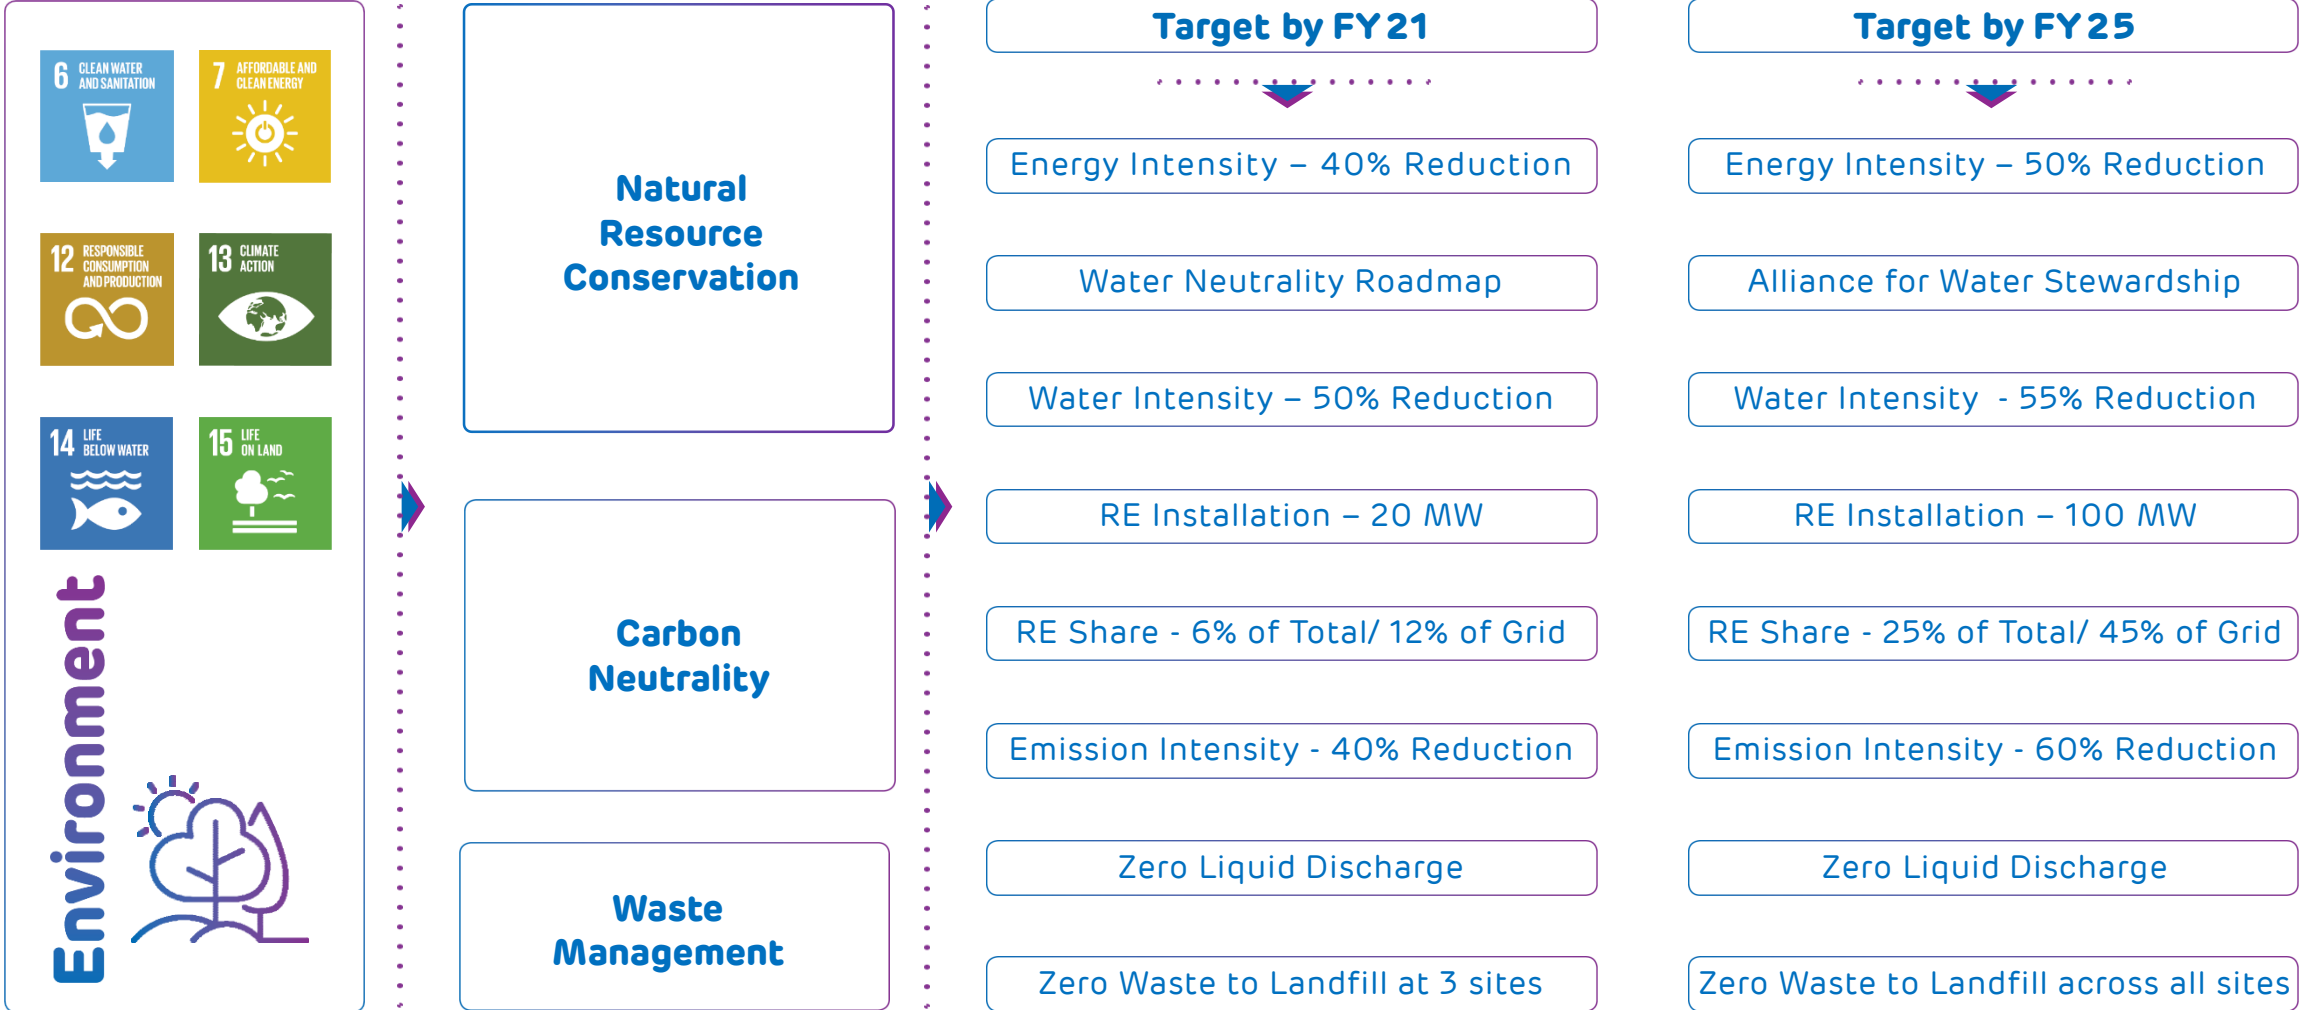 6 CLEAN WATER
AND SANITATION
7 AFFORDABLE AND
CLEAN ENERGY
12 RESPONSIBLE
CONSUMPTION
AND PRODUCTION
13 CLIMATE
ACTION
14 LIFE
BELOW WATER
15 LIFE
ON LAND
Environment
Natural
Resource
Conservation
Carbon
Neutrality
Waste
Management
Target by FY21
Energy Intensity – 40% Reduction
Water Neutrality Roadmap
Water Intensity – 50% Reduction
RE Installation – 20 MW
RE Share - 6% of Total/ 12% of Grid
Emission Intensity - 40% Reduction
Zero Liquid Discharge
Zero Waste to Landfill at 3 sites
Target by FY25
Energy Intensity – 50% Reduction
Alliance for Water Stewardship
Water Intensity - 55% Reduction
RE Installation – 100 MW
RE Share - 25% of Total/ 45% of Grid
Emission Intensity - 60% Reduction
Zero Liquid Discharge
Zero Waste to Landfill across all sites